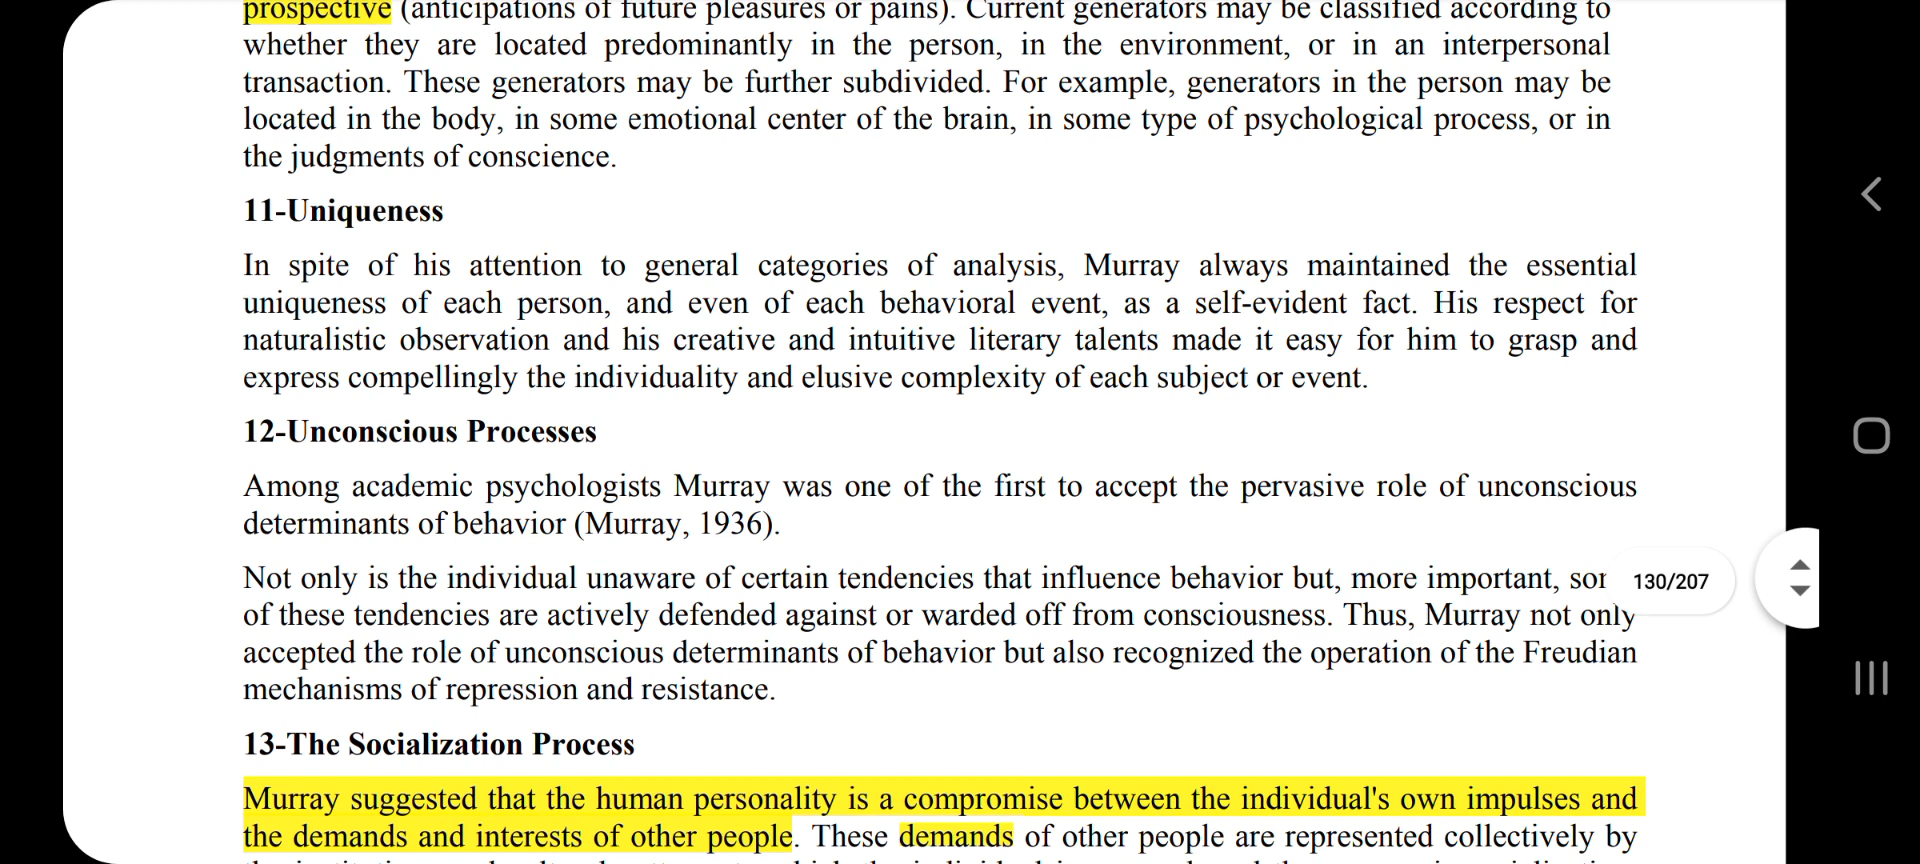 prospective (anticipations of future pleasures or pains). Current generators may be classified according to
whether they are located predominantly in the person, in the environment, or in an interpersonal
transaction. These generators may be further subdivided. For example, generators in the person may be
located in the body, in some emotional center of the brain, in some type of psychological process, or in
the judgments of conscience.
11-Uniqueness
In spite of his attention to general categories of analysis, Murray always maintained the essential
uniqueness of each person, and even of each behavioral event, as a self-evident fact. His respect for
naturalistic observation and his creative and intuitive literary talents made it easy for him to grasp and
express compellingly the individuality and elusive complexity of each subject or event.
12-Unconscious Processes
Among academic psychologists Murray was one of the first to accept the pervasive role of unconscious
determinants of behavior (Murray, 1936).
Not only is the individual unaware of certain tendencies that influence behavior but, more important,
130/207
of these tendencies are actively defended against or warded off from consciousness. Thus, Murray not only
accepted the role of unconscious determinants of behavior but also recognized the operation of the Freudian
mechanisms of repression and resistance.
13-The Socialization Process
Murray suggested that the human personality is a compromise between the individual's own impulses and
the demands and interests of other people. These demands of other people are represented collectively by